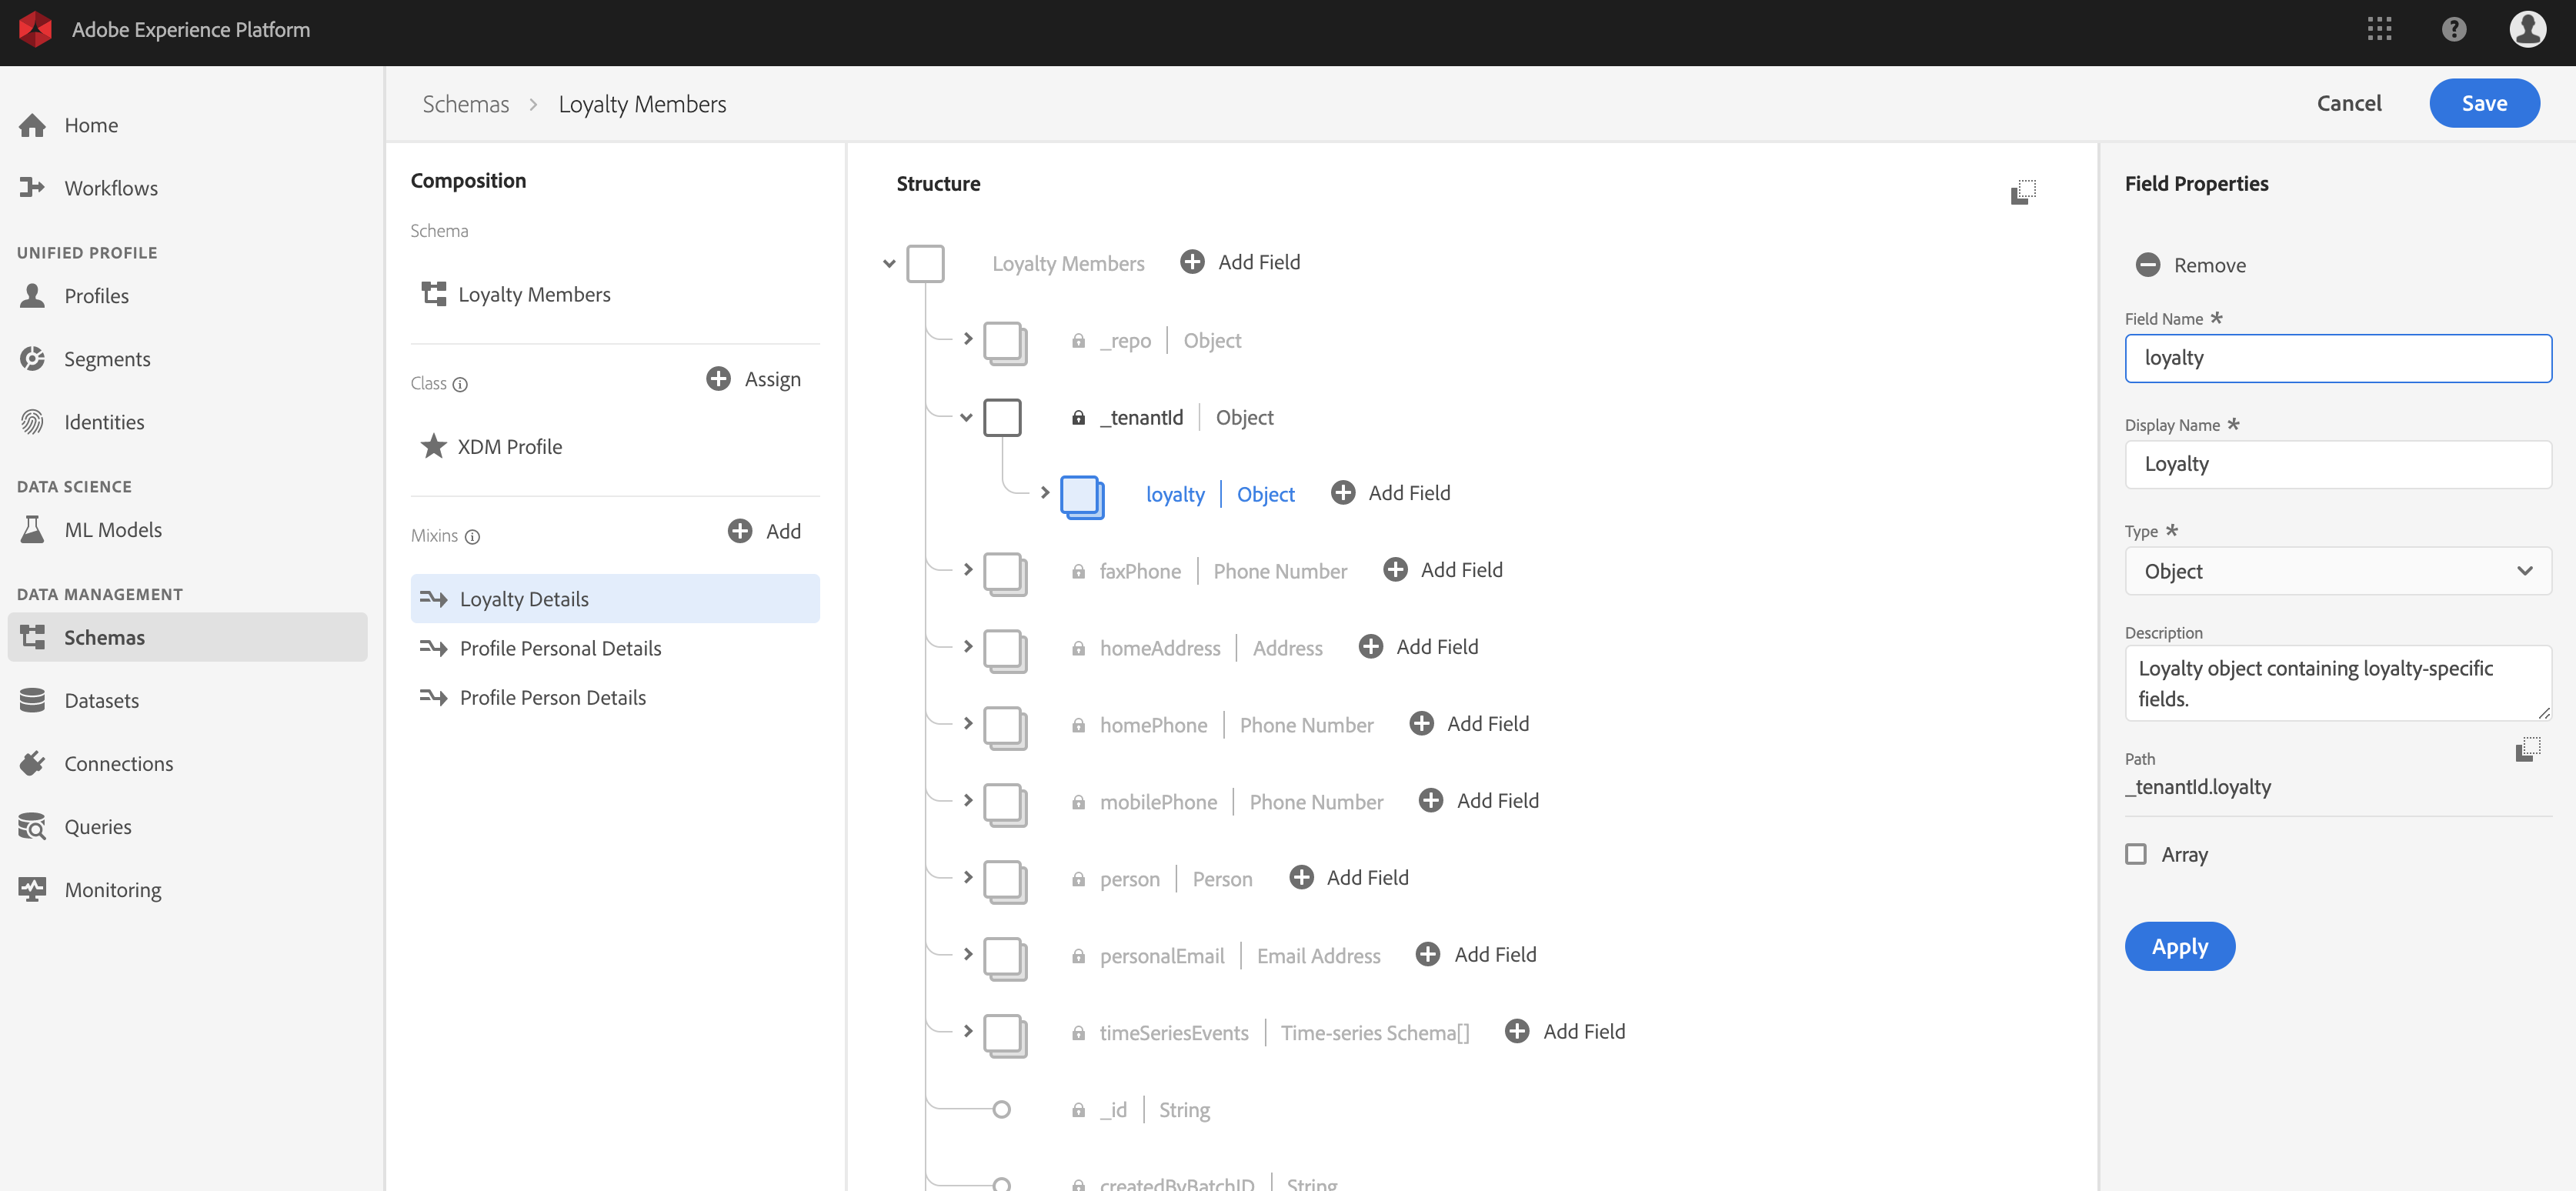 Adobe Experience Platform
Home
Workflows
UNIFIED PROFILE
Profiles
Segments
Identities
DATA SCIENCE
ML Models
DATA MANAGEMENT
Schemas
Datasets
Connections
Queries
Monitoring
Schemas > Loyalty Members
Cancel
Save
Composition
Schema
Loyalty Members
Class
Assign
XDM Profile
Mixins
Add
Loyalty Details
Profile Personal Details
Profile Person Details
Structure
Loyalty Members Add Field
_repo | Object
_tenantId | Object
loyalty | Object Add Field
faxPhone | Phone Number Add Field
homeAddress | Address Add Field
homePhone | Phone Number Add Field
mobilePhone | Phone Number Add Field
person | Person Add Field
personalEmail | Email Address Add Field
timeSeriesEvents | Time-series Schema[] Add Field
_id | String
createdByBatchID | String
Field Properties
Remove
Field Name *
loyalty
Display Name *
Loyalty
Type *
Object
Description
Loyalty object containing loyalty-specific
fields.
Path
_tenantId.loyalty
Array
Apply